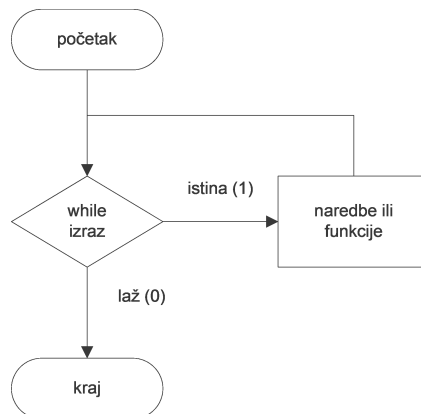 početak
istina (1)
while
izraz
naredbe ili
funkcije
laž (0)
kraj